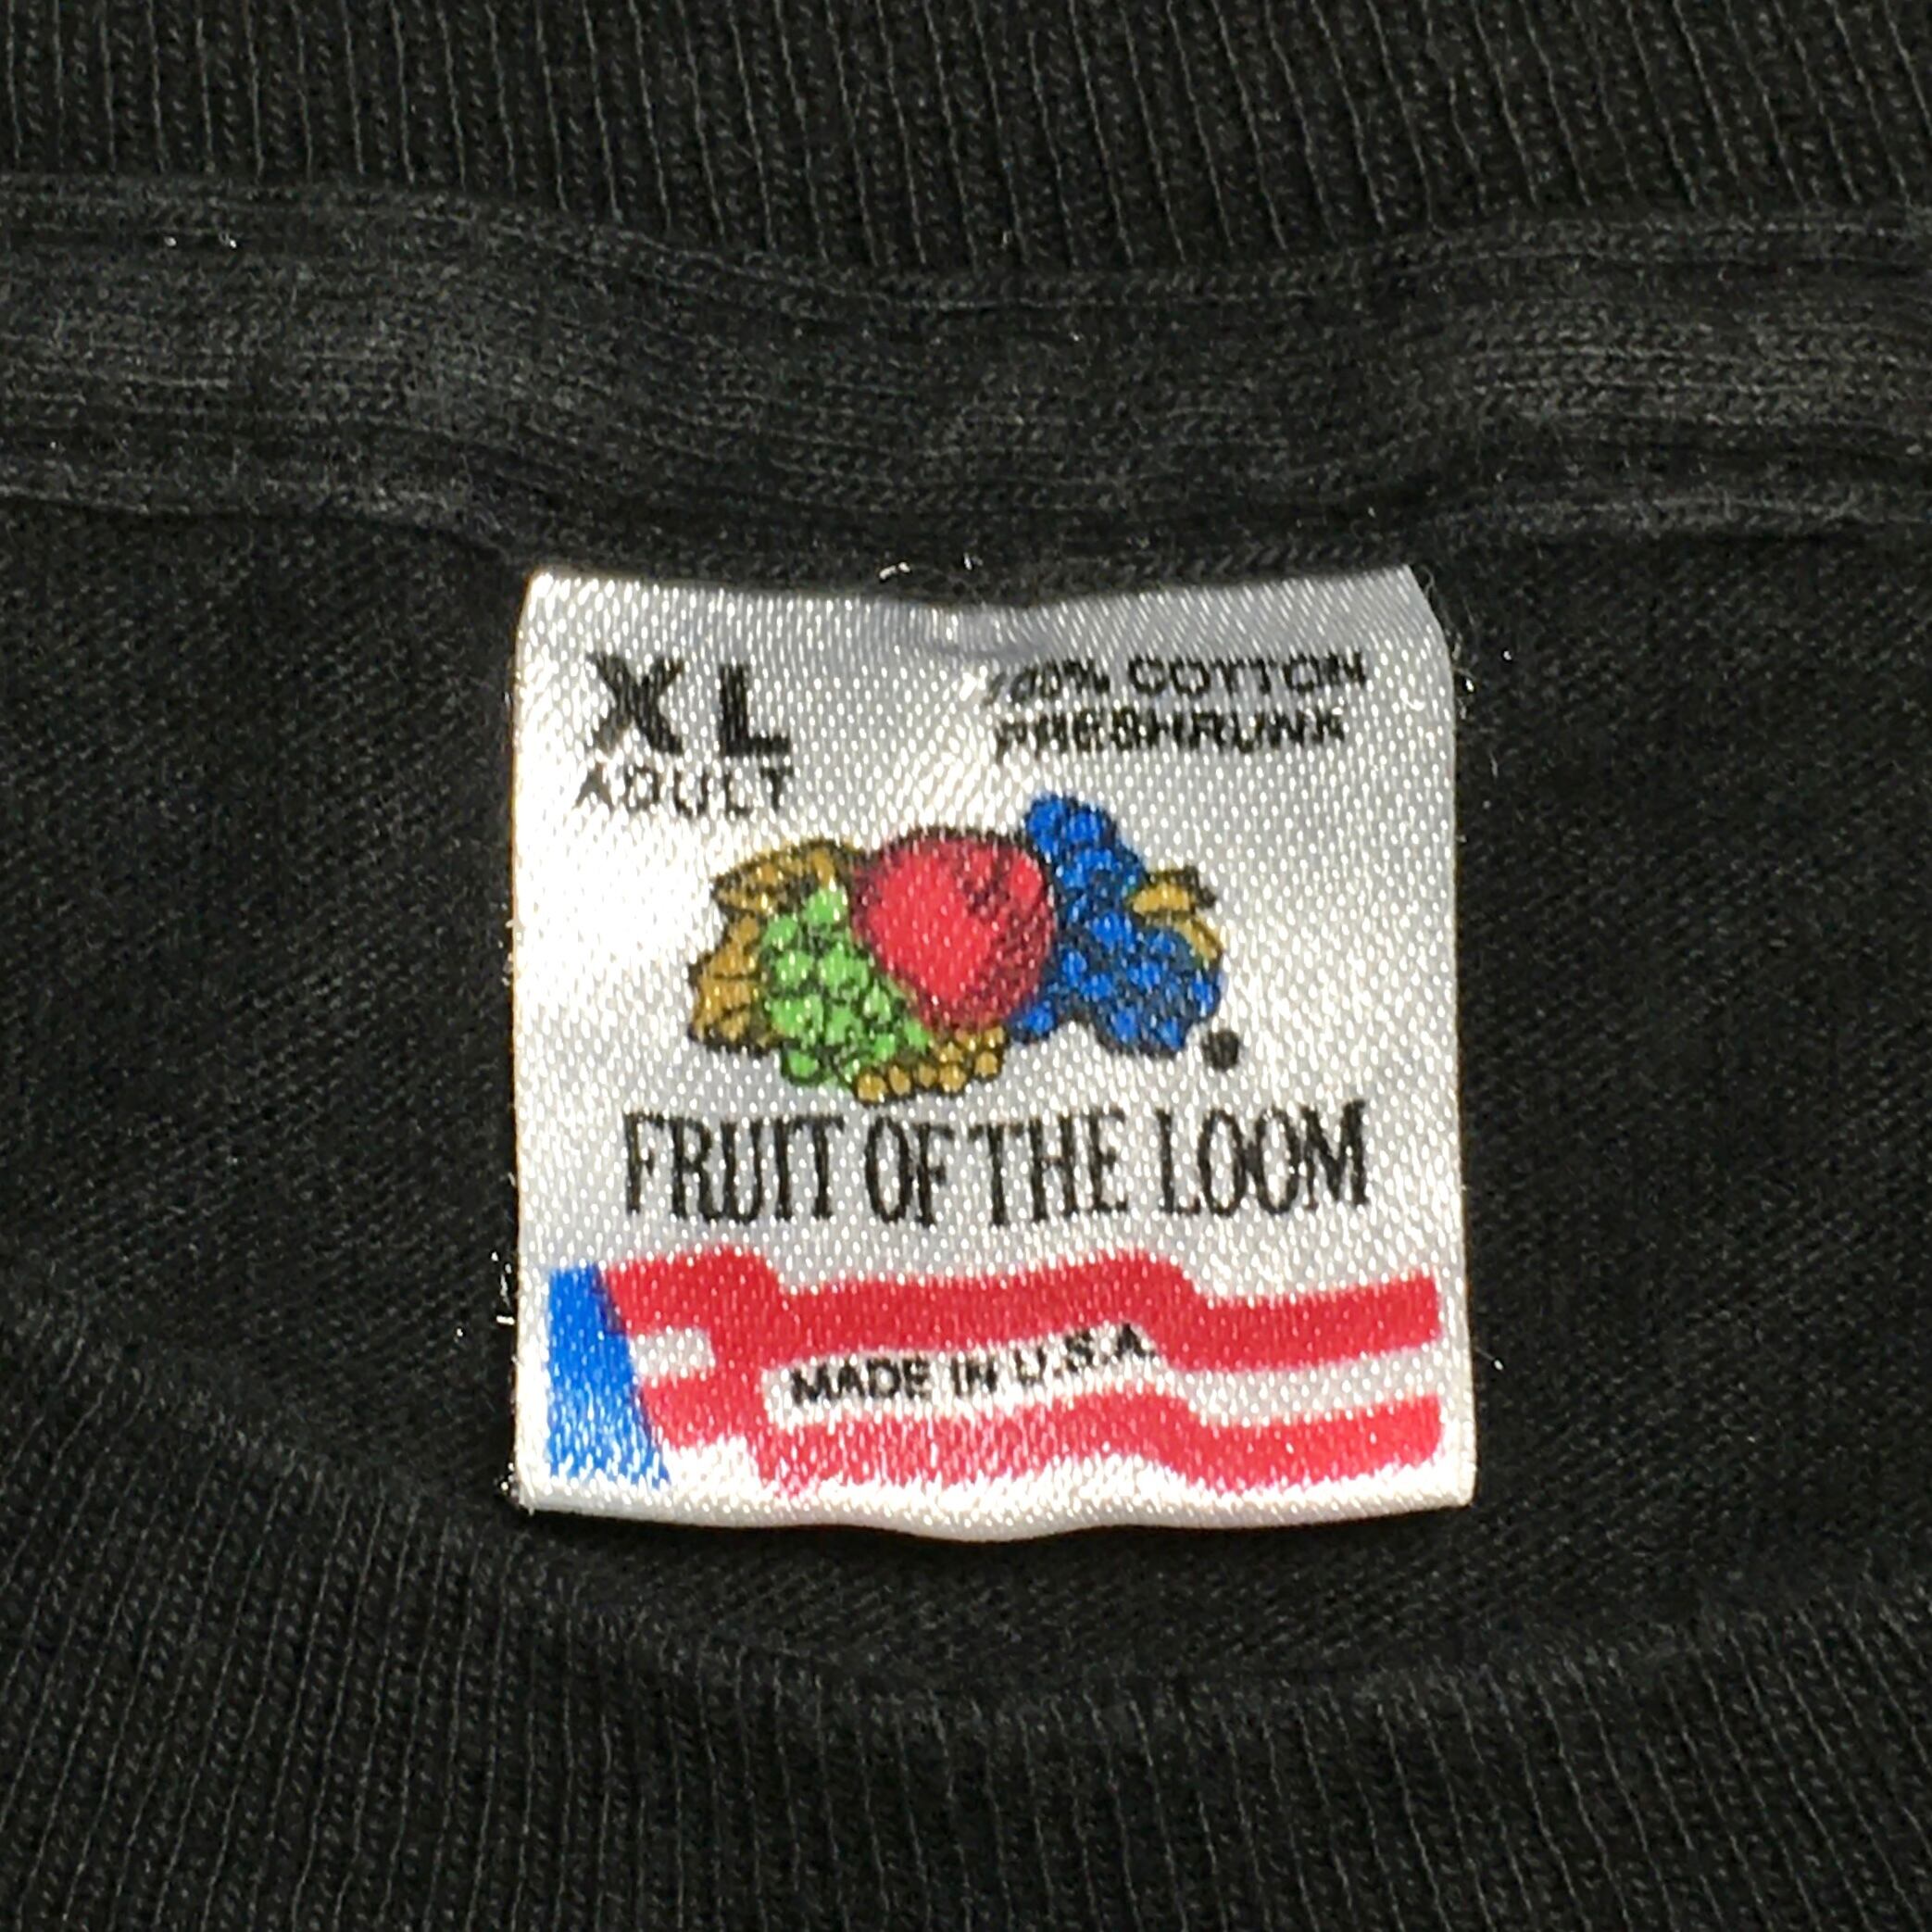 XL
ADULT
100% COTTON
PRESHRUNK
FRUIT OF THE LOOM
MADE IN U.S.A.